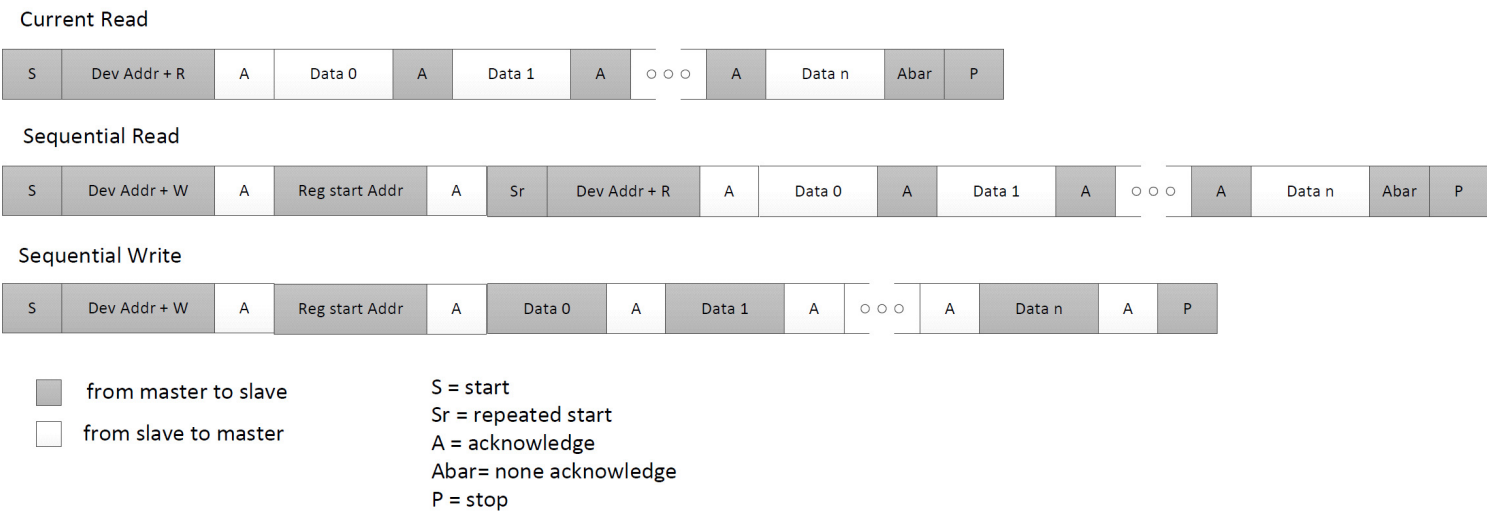 Current Read
S Dev Addr + R A Data 0 A Data 1 A ○ ○ ○ A Data n Abar P
Sequential Read
S Dev Addr + W A Reg start Addr A Sr Dev Addr + R A Data 0 A Data 1 A ○ ○ ○ A Data n Abar P
Sequential Write
S Dev Addr + W A Reg start Addr A Data 0 A Data 1 A ○ ○ ○ A Data n A P
from master to slave
from slave to master
S = start
Sr = repeated start
A = acknowledge
Abar= none acknowledge
P = stop